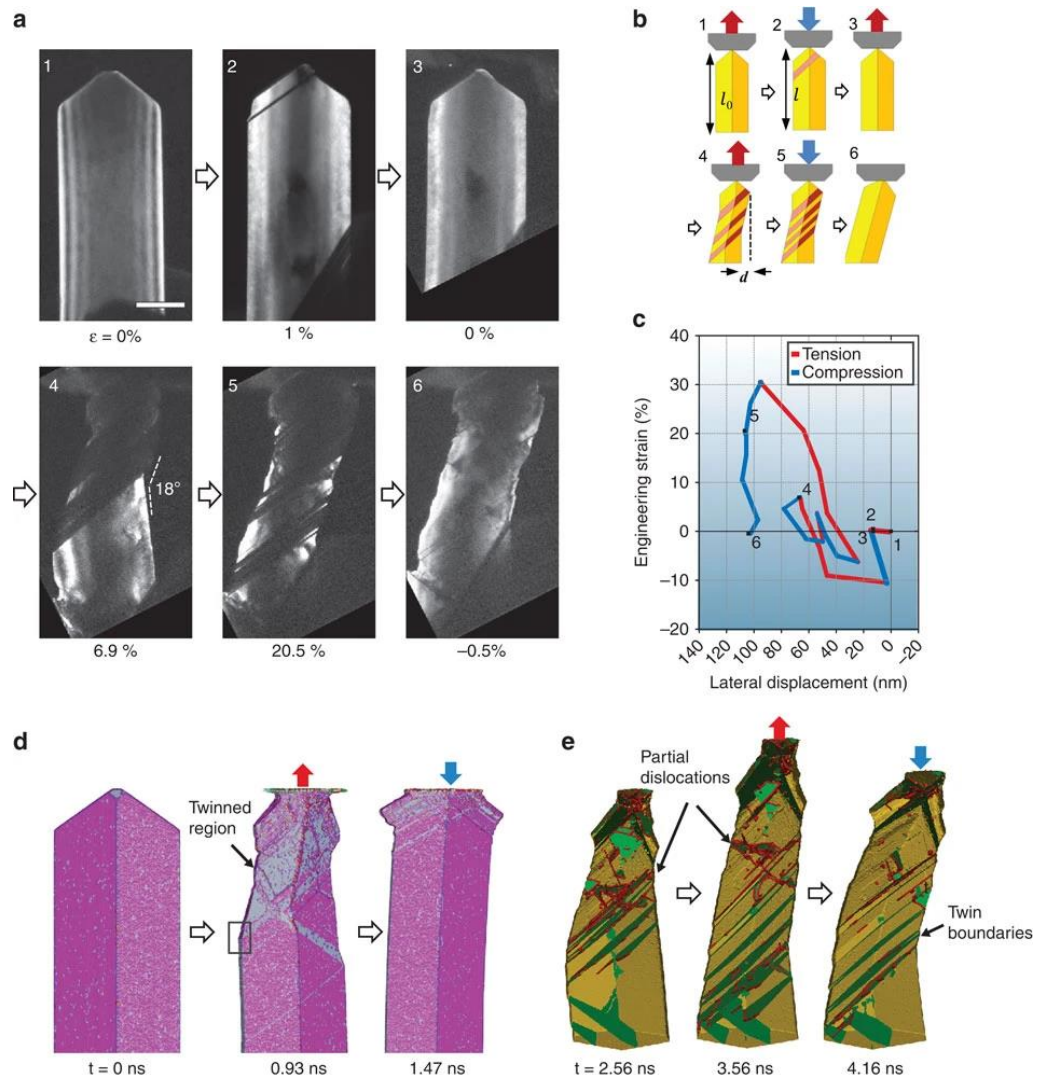 a
1
2
3
ε = 0%
1 %
0 %
4
5
6
18°
6.9 %
20.5 %
−0.5%
b
1
2
3
l0
l
4
5
6
d
c
40
30
20
10
0
−10
−20
Engineering strain (%)
Tension
Compression
5
4
2
3
1
6
140
120
100
80
60
40
20
0
−20
Lateral displacement (nm)
d
Twinned
region
t = 0 ns
0.93 ns
1.47 ns
e
Partial
dislocations
Twin
boundaries
t = 2.56 ns
3.56 ns
4.16 ns